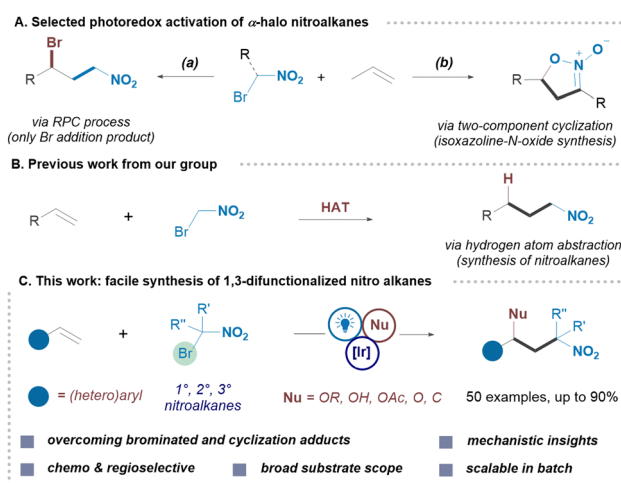 A. Selected photoredox activation of α-halo nitroalkanes
Br
R
NO₂
(a)
R
NO₂
Br
+
(b)
O
N
+
O
−
R
R
via RPC process
(only Br addition product)
via two-component cyclization
(isoxazoline-N-oxide synthesis)
B. Previous work from our group
R
+
NO₂
Br
HAT
H
R
NO₂
via hydrogen atom abstraction
(synthesis of nitroalkanes)
C. This work: facile synthesis of 1,3-difunctionalized nitro alkanes
+
R'
R''
NO₂
Br
Nu
[Ir]
Nu
R''
R'
NO₂
= (hetero)aryl
1°, 2°, 3°
nitroalkanes
Nu = OR, OH, OAc, O, C
50 examples, up to 90%
overcoming brominated and cyclization adducts
mechanistic insights
chemo & regioselective
broad substrate scope
scalable in batch